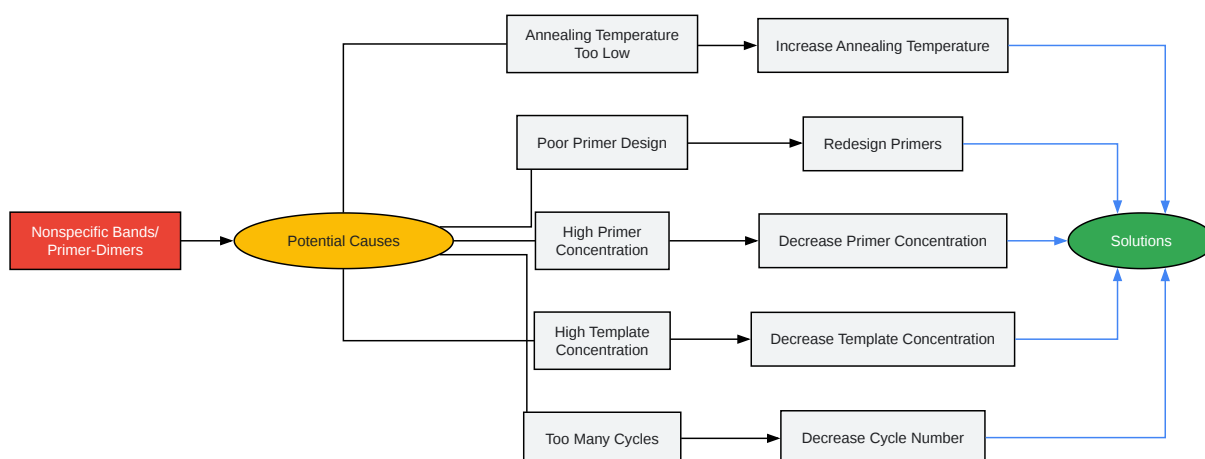 Nonspecific Bands/
Primer-Dimers
Potential Causes
Annealing Temperature
Too Low
Increase Annealing Temperature
Poor Primer Design
Redesign Primers
High Primer
Concentration
Decrease Primer Concentration
High Template
Concentration
Decrease Template Concentration
Too Many Cycles
Decrease Cycle Number
Solutions